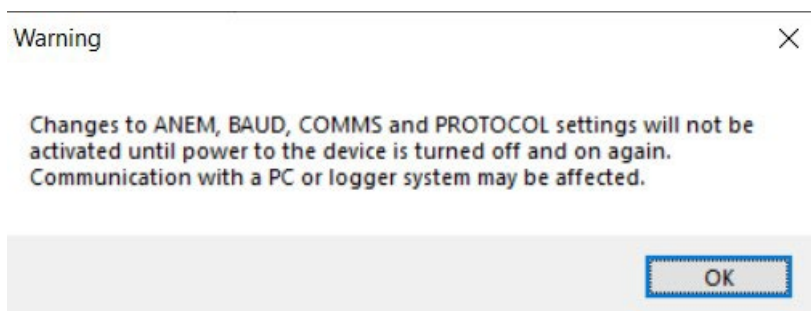 Warning
Changes to ANEM, BAUD, COMMS and PROTOCOL settings will not be
activated until power to the device is turned off and on again.
Communication with a PC or logger system may be affected.
OK